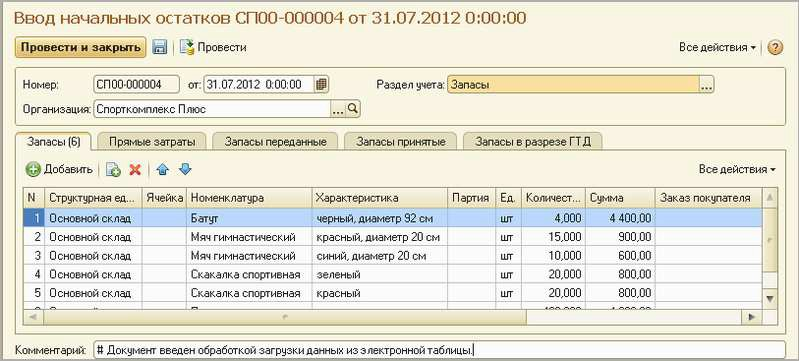 Ввод начальных остатков СП00-000004 от 31.07.2012 0:00:00
Провести и закрыть Провести Все действия ?
Номер: СП00-000004 от: 31.07.2012 0:00:00 Раздел учета: Запасы ...
Организация: Спорткомплекс Плюс ...
Запасы (6) Прямые затраты Запасы переданные Запасы принятые Запасы в разрезе ГТД
Добавить Все действия
N Структурная ед... Ячейка Номенклатура Характеристика Партия Ед. Количест... Сумма Заказ покупателя
1 Основной склад Батут черный, диаметр 92 см шт 4,000 4 400,00
2 Основной склад Мяч гимнастический красный, диаметр 20 см шт 15,000 900,00
3 Основной склад Мяч гимнастический синий, диаметр 20 см шт 10,000 600,00
4 Основной склад Скакалка спортивная зеленый шт 20,000 800,00
5 Основной склад Скакалка спортивная красный шт 20,000 800,00
Комментарий: # Документ введен обработкой загрузки данных из электронной таблицы.